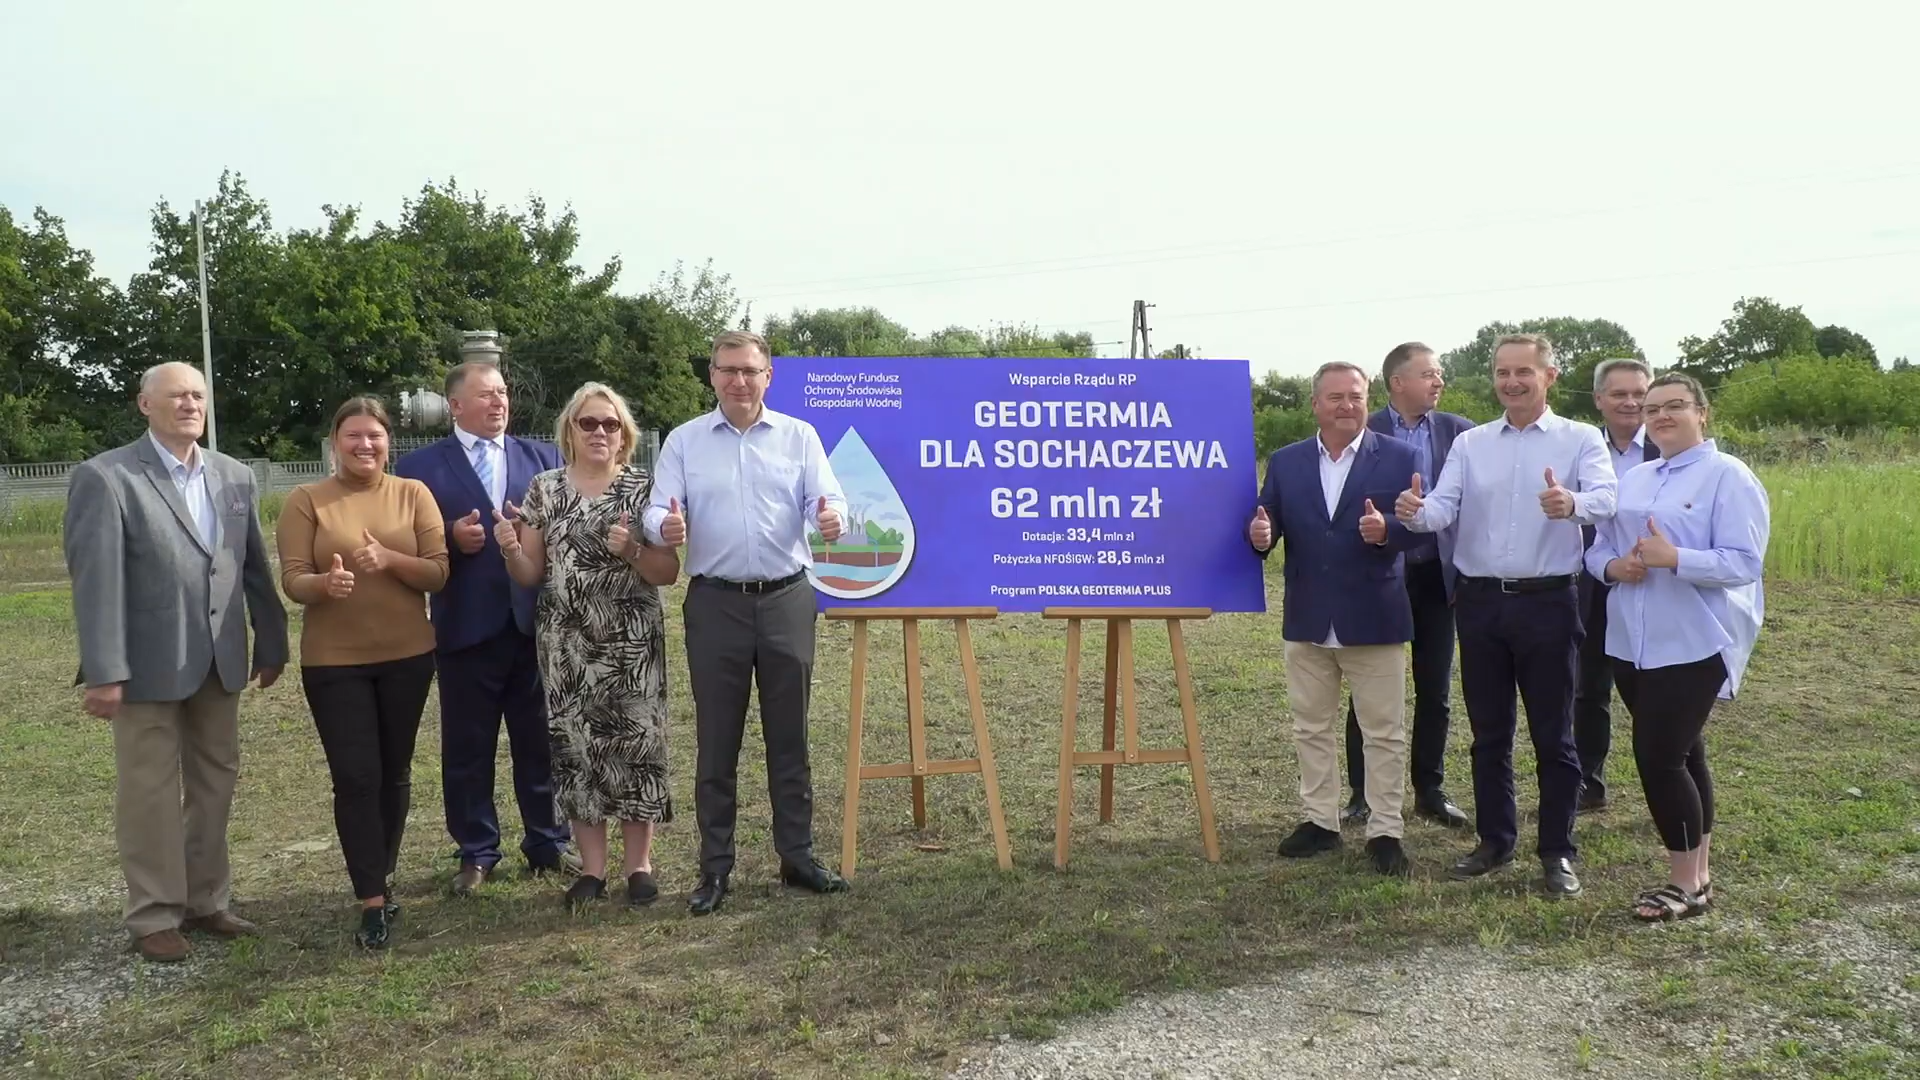 Narodowy Fundusz
Ochrony Środowiska
i Gospodarki Wodnej
Wsparcie Rządu RP
GEOTERMIA
DLA SOCHACZEWA
62 mln zł
Dotacja: 33,4 mln zł
Pożyczka NFOŚiGW: 28,6 mln zł
Program POLSKA GEOTERMIA PLUS